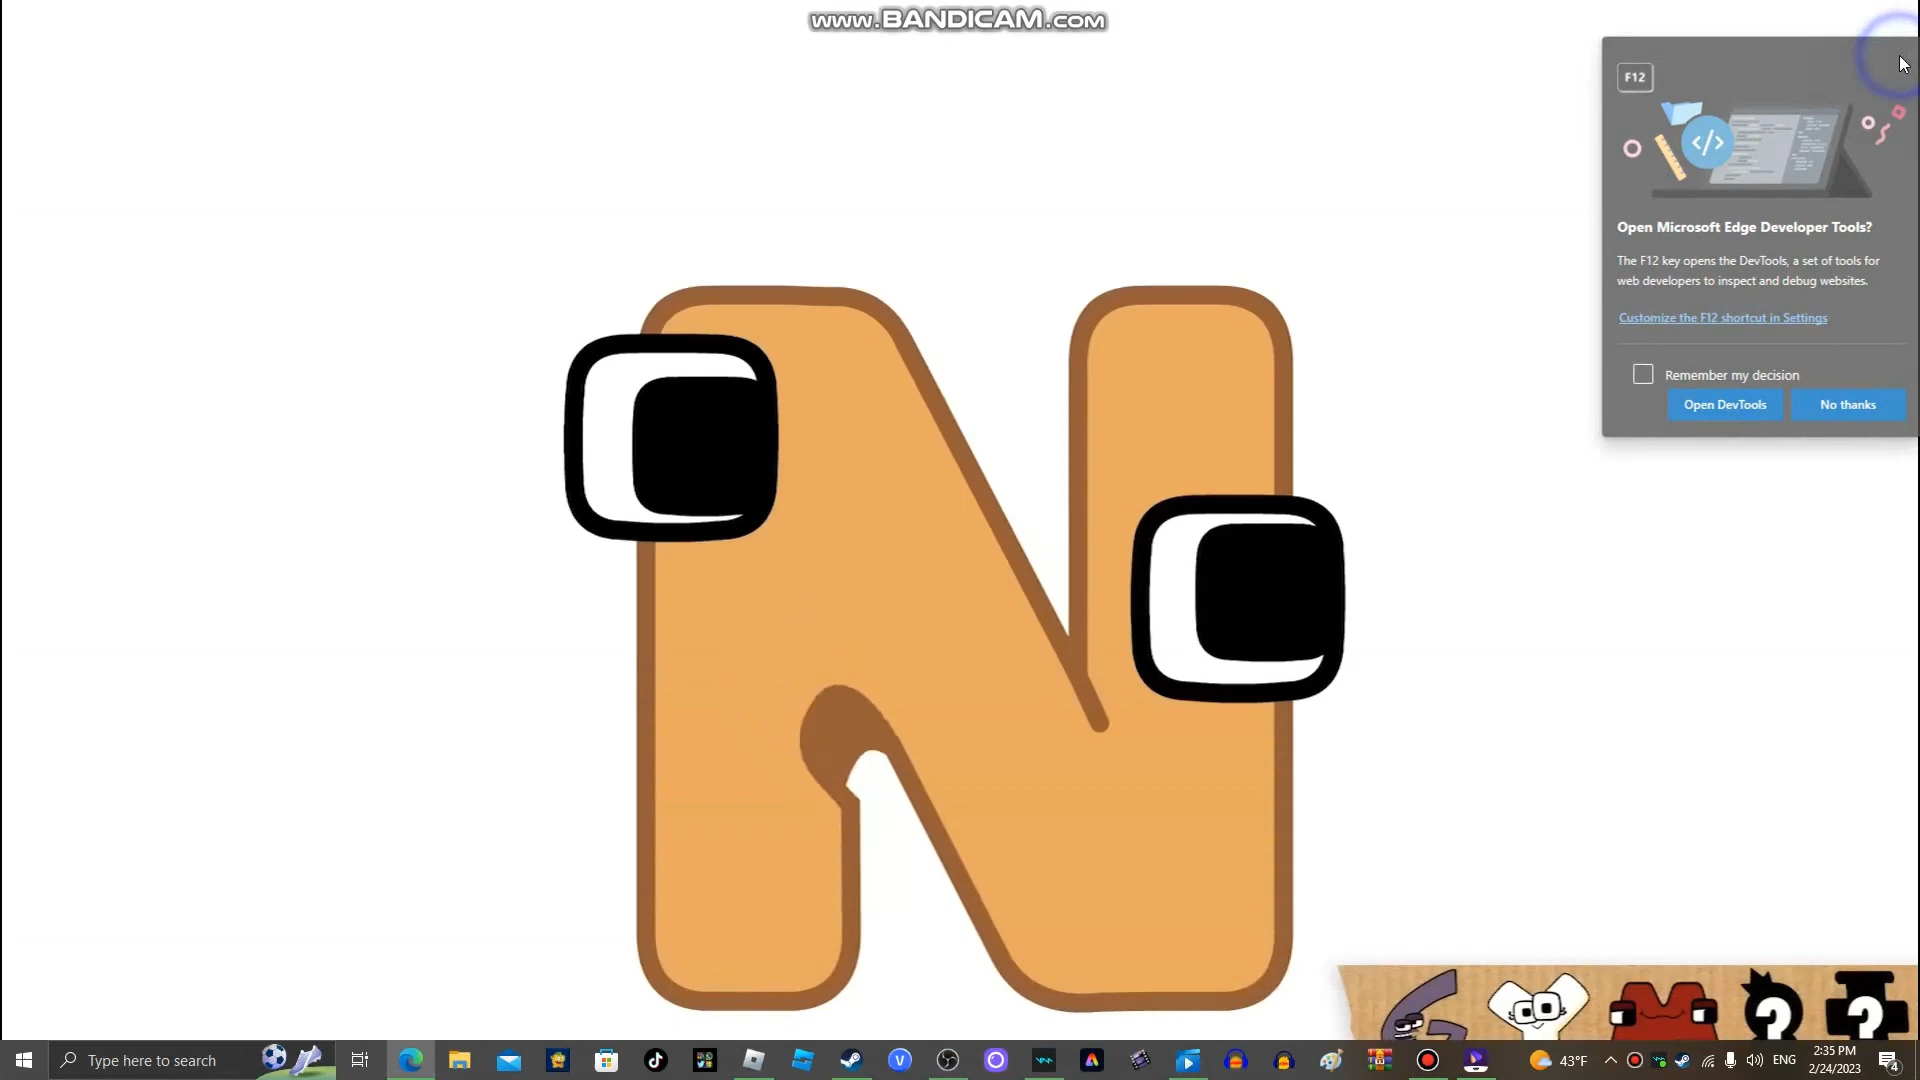 www.BANDICAM.com
F12
</>
Open Microsoft Edge Developer Tools?
The F12 key opens the DevTools, a set of tools for
web developers to inspect and debug websites.
Customize the F12 shortcut in Settings
Remember my decision
Open DevTools
No thanks
N
? ?
Type here to search
V
43°F
ENG
2:35 PM
2/24/2023
4